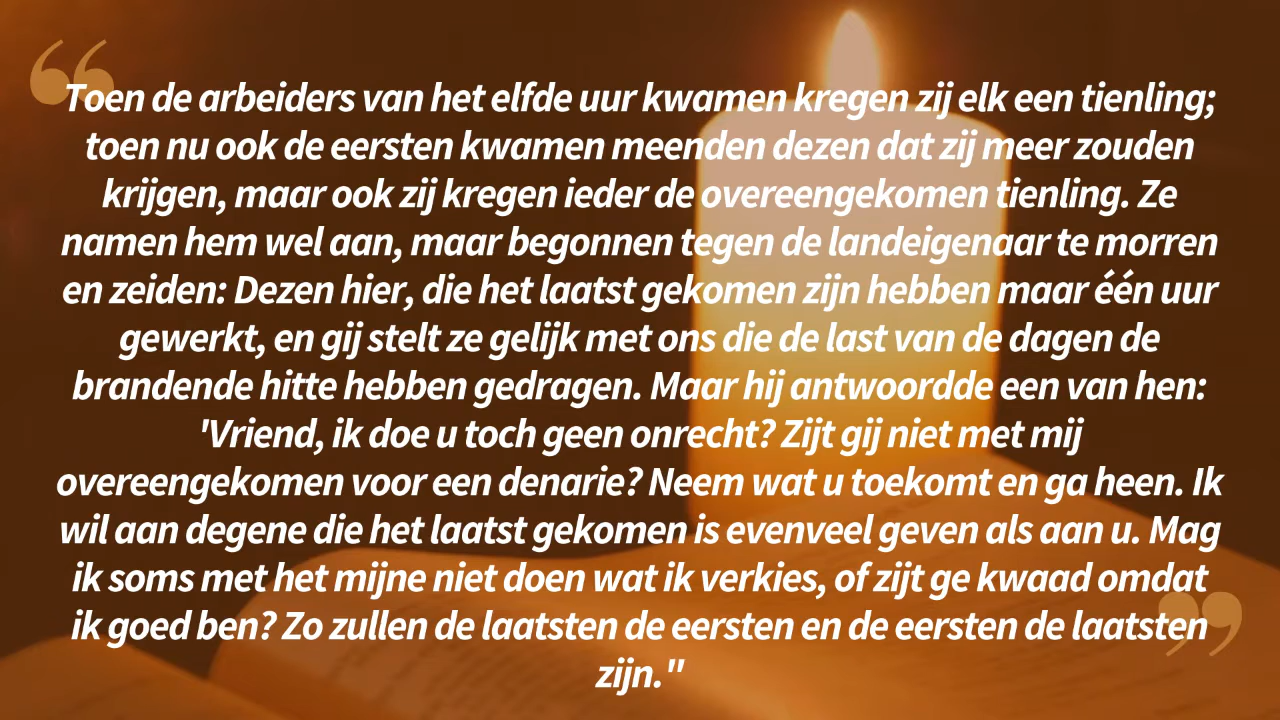 Toen de arbeiders van het elfde uur kwamen kregen zij elk een tienling;
toen nu ook de eersten kwamen meenden dezen dat zij meer zouden
krijgen, maar ook zij kregen ieder de overeengekomen tienling. Ze
namen hem wel aan, maar begonnen tegen de landeigenaar te morren
en zeiden: Dezen hier, die het laatst gekomen zijn hebben maar één uur
gewerkt, en gij stelt ze gelijk met ons die de last van de dagen de
brandende hitte hebben gedragen. Maar hij antwoordde een van hen:
'Vriend, ik doe u toch geen onrecht? Zijt gij niet met mij
overeengekomen voor een denarie? Neem wat u toekomt en ga heen. Ik
wil aan degene die het laatst gekomen is evenveel geven als aan u. Mag
ik soms met het mijne niet doen wat ik verkies, of zijt ge kwaad omdat
ik goed ben? Zo zullen de laatsten de eersten en de eersten de laatsten
zijn."